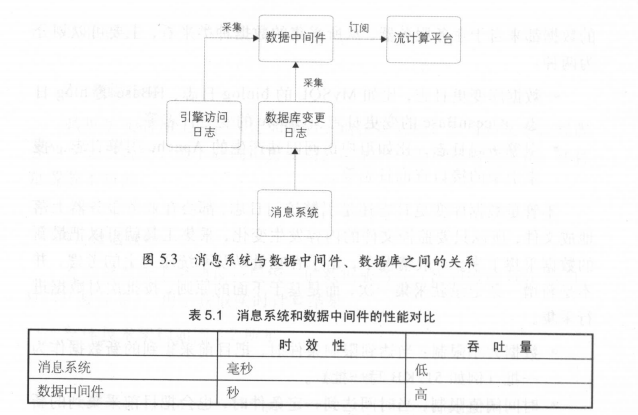 采集
订阅
数据中间件
流计算平台
采集
引擎访问
日志
数据库变更
日志
消息系统
图 5.3 消息系统与数据中间件、数据库之间的关系
表 5.1 消息系统和数据中间件的性能对比
时 效 性 吞 吐 量
消息系统 毫秒 低
数据中间件 秒 高